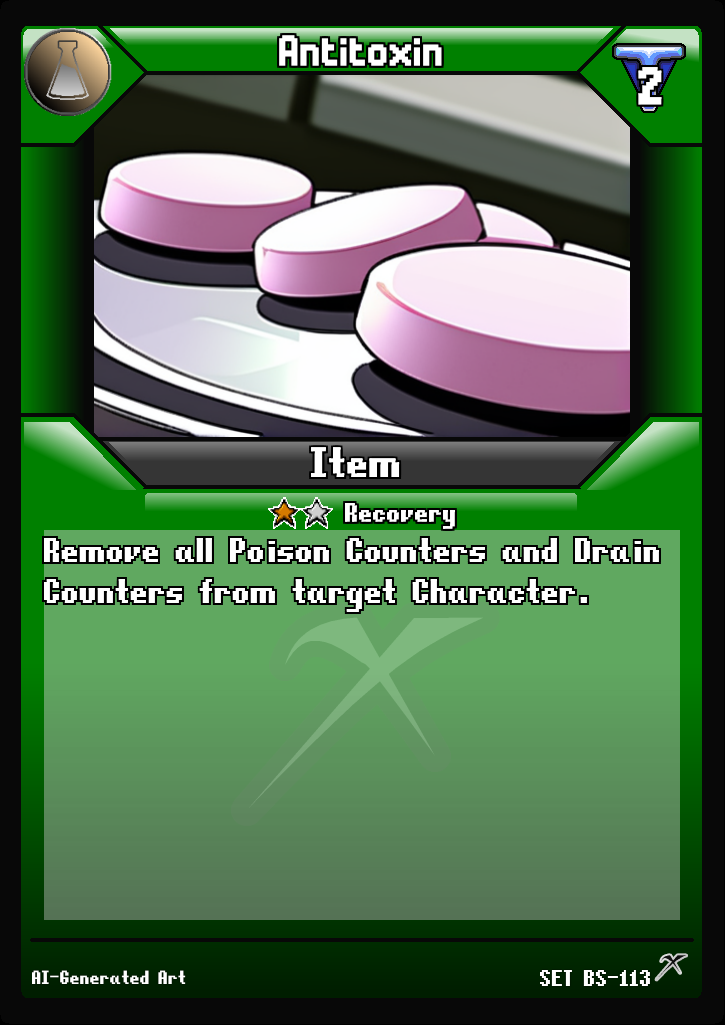 Antitoxin
2
Item
Recovery
Remove all Poison Counters and Drain
Counters from target Character.
AI-Generated Art
SET BS-113